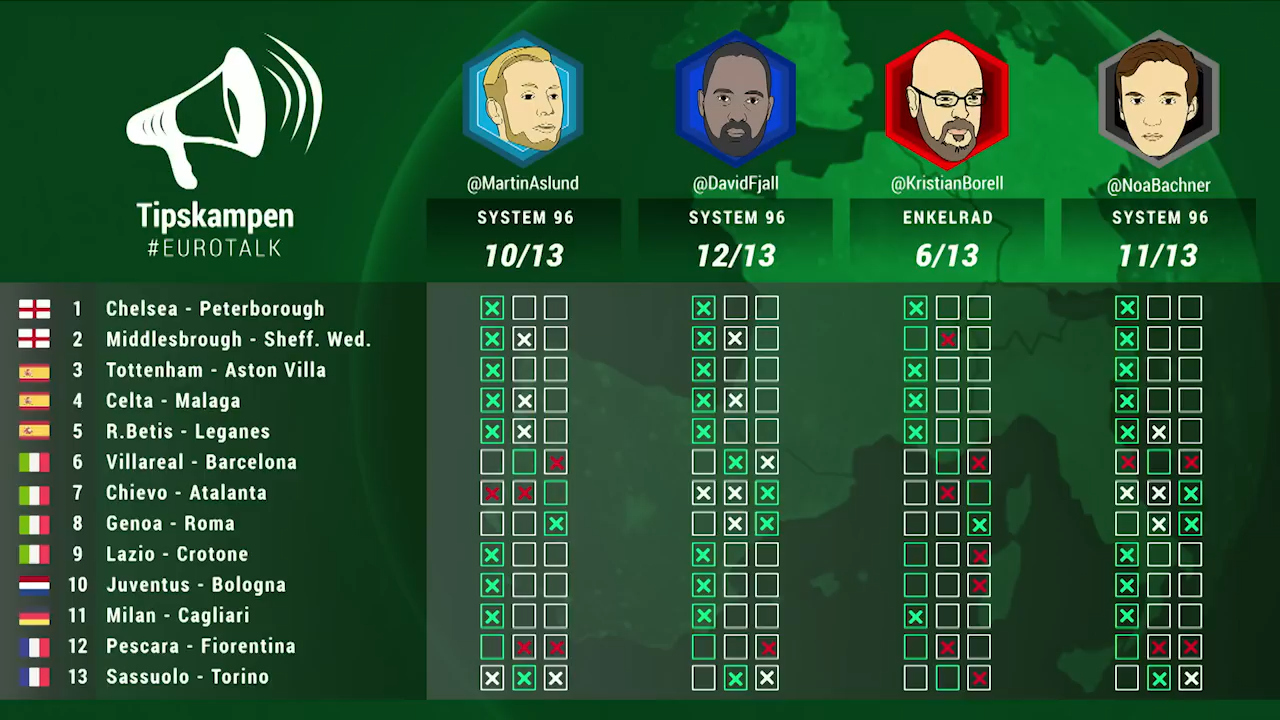 Tipskampen
#EUROTALK
@MartinAslund
SYSTEM 96
10/13
@DavidFjall
SYSTEM 96
12/13
@KristianBorell
ENKELRAD
6/13
@NoaBachner
SYSTEM 96
11/13
1 Chelsea - Peterborough
2 Middlesbrough - Sheff. Wed.
3 Tottenham - Aston Villa
4 Celta - Malaga
5 R.Betis - Leganes
6 Villareal - Barcelona
7 Chievo - Atalanta
8 Genoa - Roma
9 Lazio - Crotone
10 Juventus - Bologna
11 Milan - Cagliari
12 Pescara - Fiorentina
13 Sassuolo - Torino